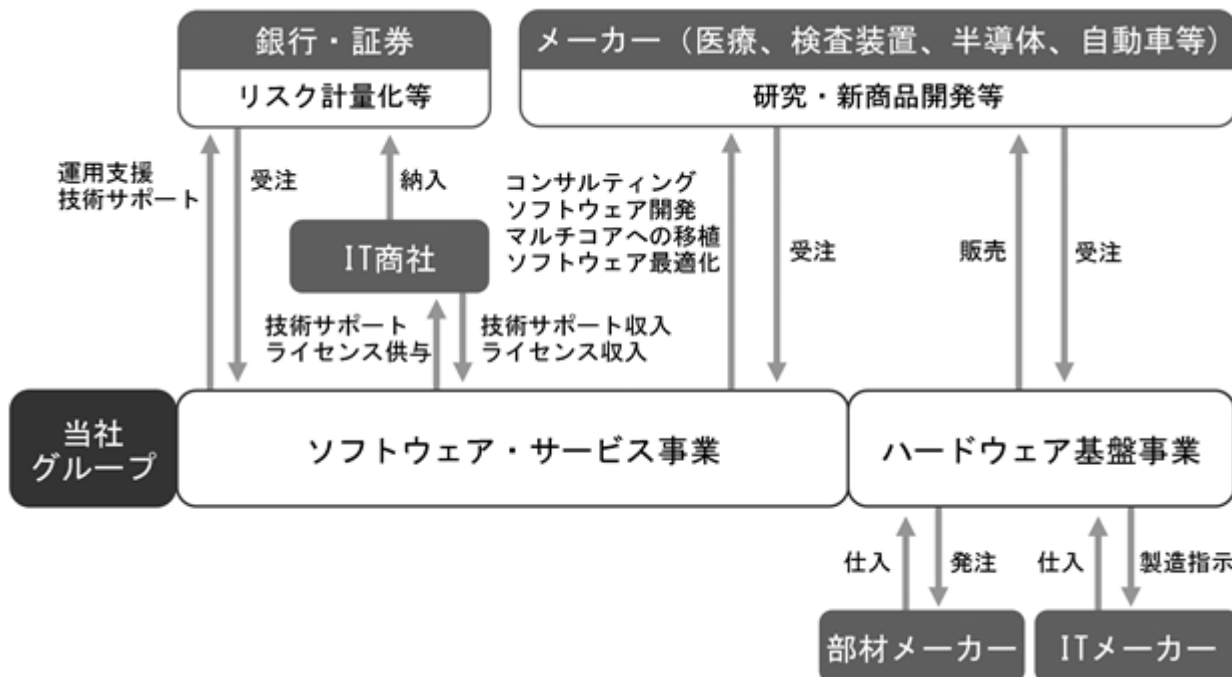 銀行・証券
リスク計量化等
メーカー（医療、検査装置、半導体、自動車等）
研究・新商品開発等
運用支援
技術サポート
受注
納入
コンサルティング
ソフトウェア開発
マルチコアへの移植
ソフトウェア最適化
受注
販売
受注
IT商社
技術サポート
ライセンス供与
技術サポート収入
ライセンス収入
当社
グループ
ソフトウェア・サービス事業
ハードウェア基盤事業
仕入
発注
仕入
製造指示
部材メーカー
ITメーカー